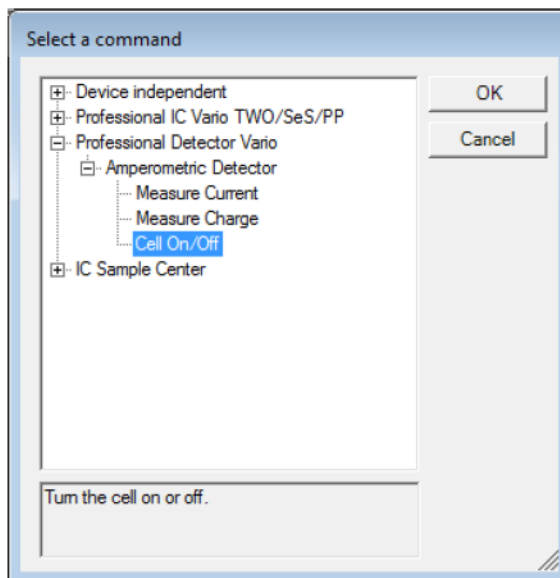 Select a command
Device independent
OK
Professional IC Vario TWO/SeS/PP
Professional Detector Vario
Cancel
Amperometric Detector
Measure Current
Measure Charge
Cell On/Off
IC Sample Center
Turn the cell on or off.